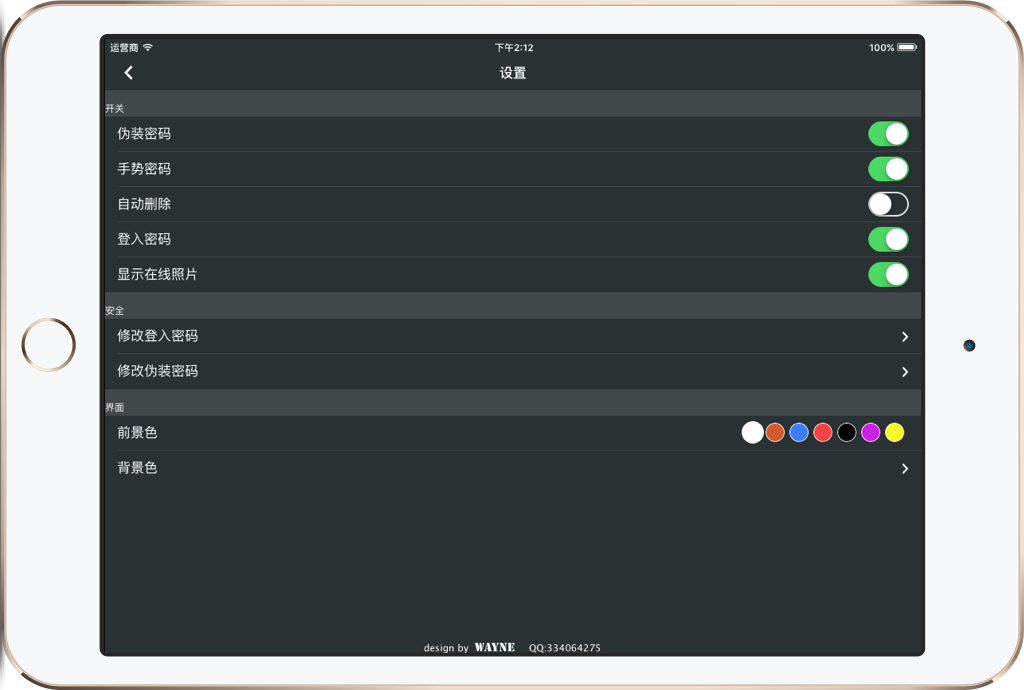 运营商 下午2:12 100%
设置
开关
伪装密码
手势密码
自动删除
登入密码
显示在线照片
安全
修改登入密码
修改伪装密码
界面
前景色
背景色
design by WAYNE QQ:334064275